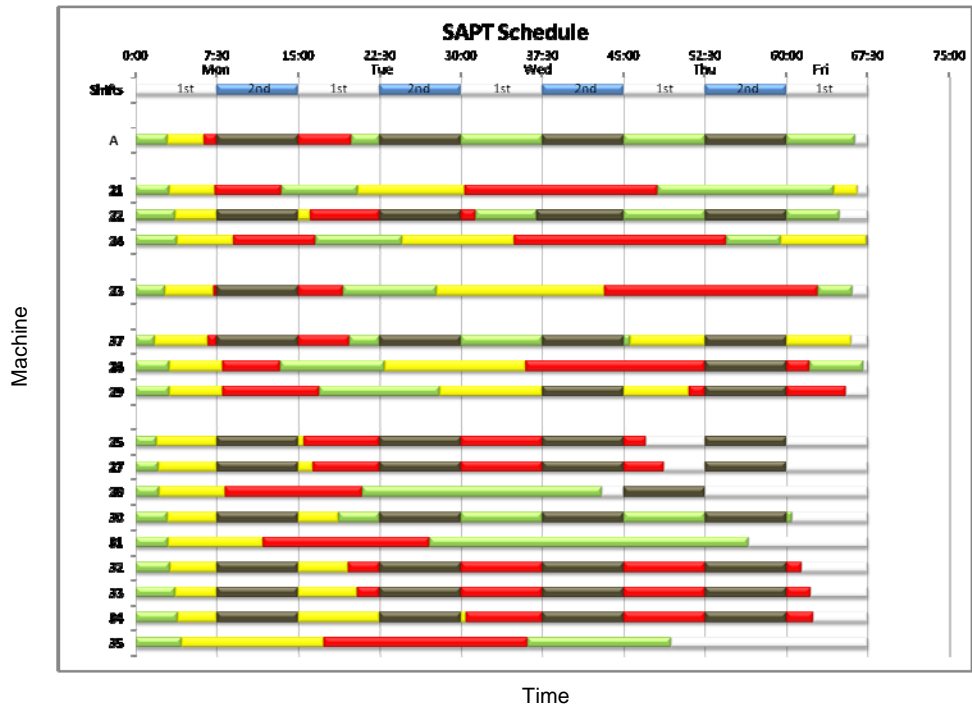 SAPT Schedule
0:00 7:30 15:00 22:30 30:00 37:30 45:00 52:30 60:00 67:30 75:00
Mon Tue Wed Thu Fri
Shifts 1st 2nd 1st 2nd 1st 2nd 1st 2nd 1st
A
21
22
24
23
37
29
25
27
30
31
32
33
34
35
Machine
Time